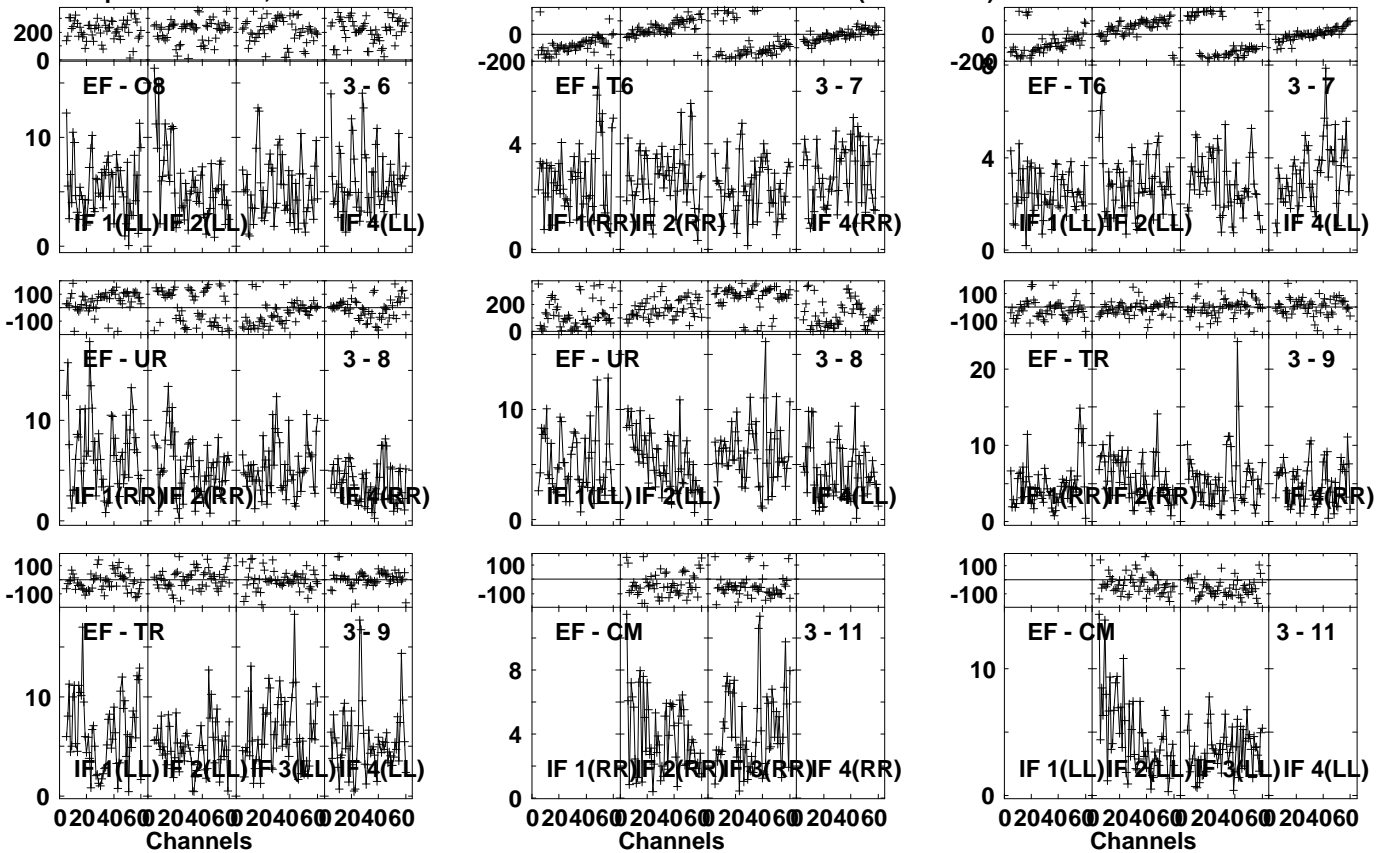 200
0
EF - O8 3 - 6
10
0
IF 1(LL) IF 2(LL) IF 4(LL)
0
-200
EF - T6 3 - 7
4
0
IF 1(RR) IF 2(RR) IF 4(RR)
0
-200
8
EF - T6 3 - 7
4
0
IF 1(LL) IF 2(LL) IF 4(LL)
100
-100
EF - UR 3 - 8
10
0
IF 1(RR) IF 2(RR) IF 4(RR)
200
0
EF - UR 3 - 8
10
0
IF 1(LL) IF 2(LL) IF 4(LL)
100
-100
EF - TR 3 - 9
20
10
0
IF 1(RR) IF 2(RR) IF 4(RR)
100
-100
EF - TR 3 - 9
10
0
IF 1(LL) IF 2(LL) IF 3(LL) IF 4(LL)
0 20 40 60 0 20 40 60 0 20 40 60 0 20 40 60
Channels
100
-100
EF - CM 3 - 11
8
4
0
IF 1(RR) IF 2(RR) IF 3(RR) IF 4(RR)
0 20 40 60 0 20 40 60 0 20 40 60 0 20 40 60
Channels
100
-100
EF - CM 3 - 11
10
0
IF 1(LL) IF 2(LL) IF 3(LL) IF 4(LL)
0 20 40 60 0 20 40 60 0 20 40 60 0 20 40 60
Channels